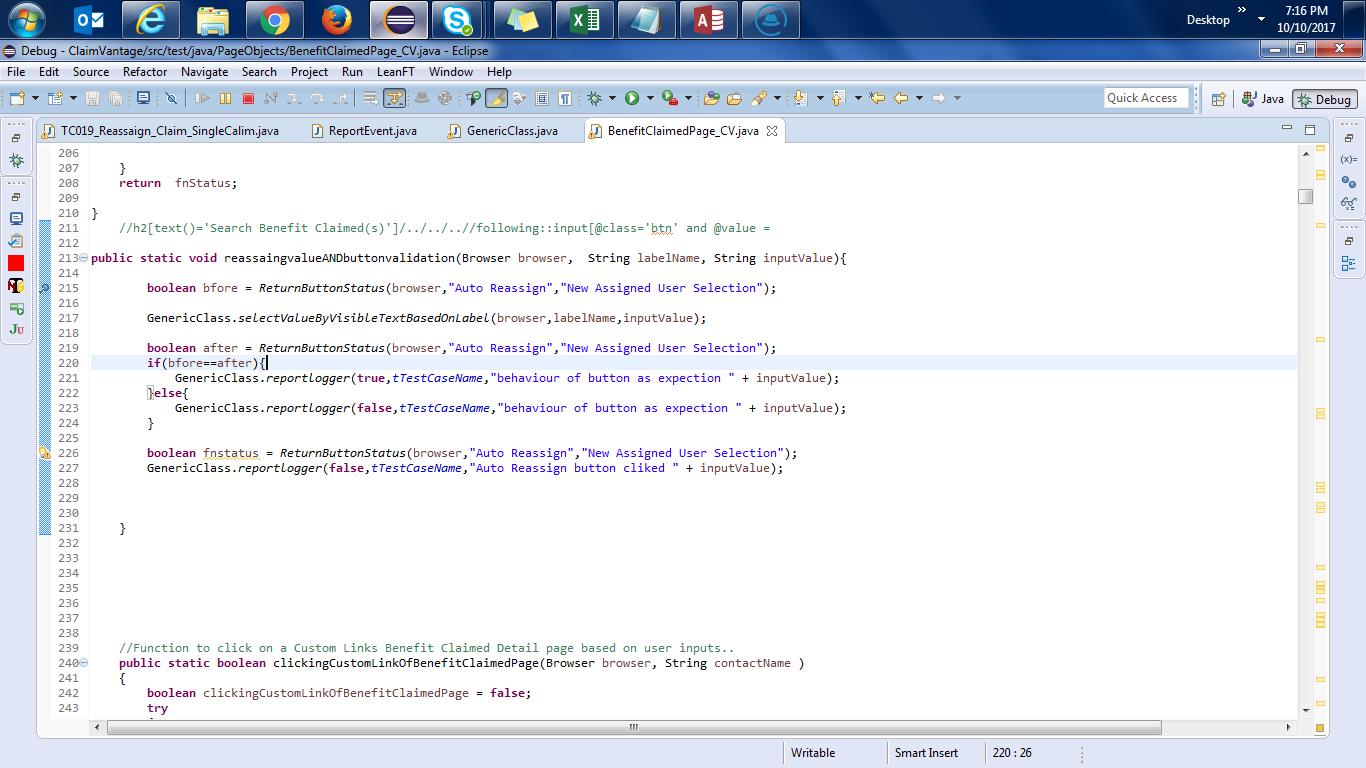 Desktop
»
7:16 PM
10/10/2017
Debug - ClaimVantage/src/test/java/PageObjects/BenefitClaimedPage_CV.java - Eclipse
File Edit Source Refactor Navigate Search Project Run LeanFT Window Help
Quick Access
Java
Debug
TC019_Reassaign_Claim_SingleCalim.java
ReportEvent.java
GenericClass.java
BenefitClaimedPage_CV.java
206
207 }
208 return fnStatus;
209
210 }
211 //h2[text()='Search Benefit Claimed(s)']/../../..//following::input[@class='btn' and @value =
212
213 public static void reassaingvalueANDbuttonvalidation(Browser browser, String labelName, String inputValue){
214
215 boolean bfore = ReturnButtonStatus(browser,"Auto Reassign","New Assigned User Selection");
216
217 GenericClass.selectValueByVisibleTextBasedOnLabel(browser,labelName,inputValue);
218
219 boolean after = ReturnButtonStatus(browser,"Auto Reassign","New Assigned User Selection");
220 if(bfore==after){
221 GenericClass.reportlogger(true,tTestCaseName,"behaviour of button as expection " + inputValue);
222 }else{
223 GenericClass.reportlogger(false,tTestCaseName,"behaviour of button as expection " + inputValue);
224 }
225
226 boolean fnstatus = ReturnButtonStatus(browser,"Auto Reassign","New Assigned User Selection");
227 GenericClass.reportlogger(false,tTestCaseName,"Auto Reassign button cliked " + inputValue);
228
229
230
231 }
232
233
234
235
236
237
238
239 //Function to click on a Custom Links Benefit Claimed Detail page based on user inputs..
240 public static boolean clickingCustomLinkOfBenefitClaimedPage(Browser browser, String contactName )
241 {
242 boolean clickingCustomLinkOfBenefitClaimedPage = false;
243 try
Writable
Smart Insert
220 : 26